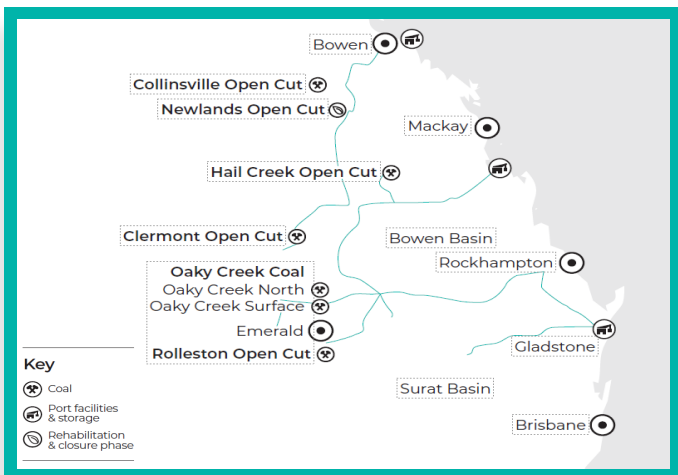 Bowen
Collinsville Open Cut
Newlands Open Cut
Mackay
Hail Creek Open Cut
Clermont Open Cut
Bowen Basin
Rockhampton
Oaky Creek Coal
Oaky Creek North
Oaky Creek Surface
Emerald
Rolleston Open Cut
Gladstone
Surat Basin
Brisbane
Key
Coal
Port facilities
& storage
Rehabilitation
& closure phase